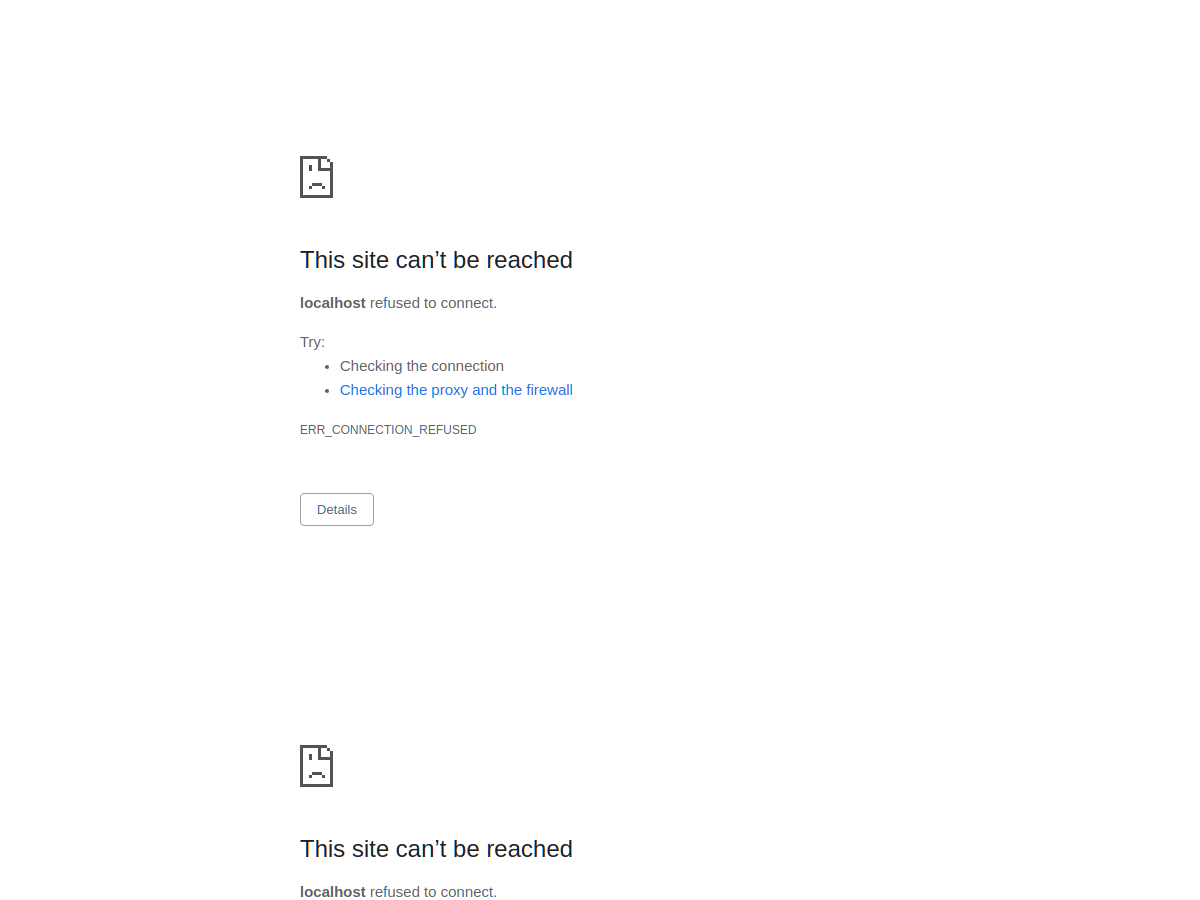 This site can’t be reached
localhost refused to connect.
Try:
Checking the connection
Checking the proxy and the firewall
ERR_CONNECTION_REFUSED
Details
This site can’t be reached
localhost refused to connect.